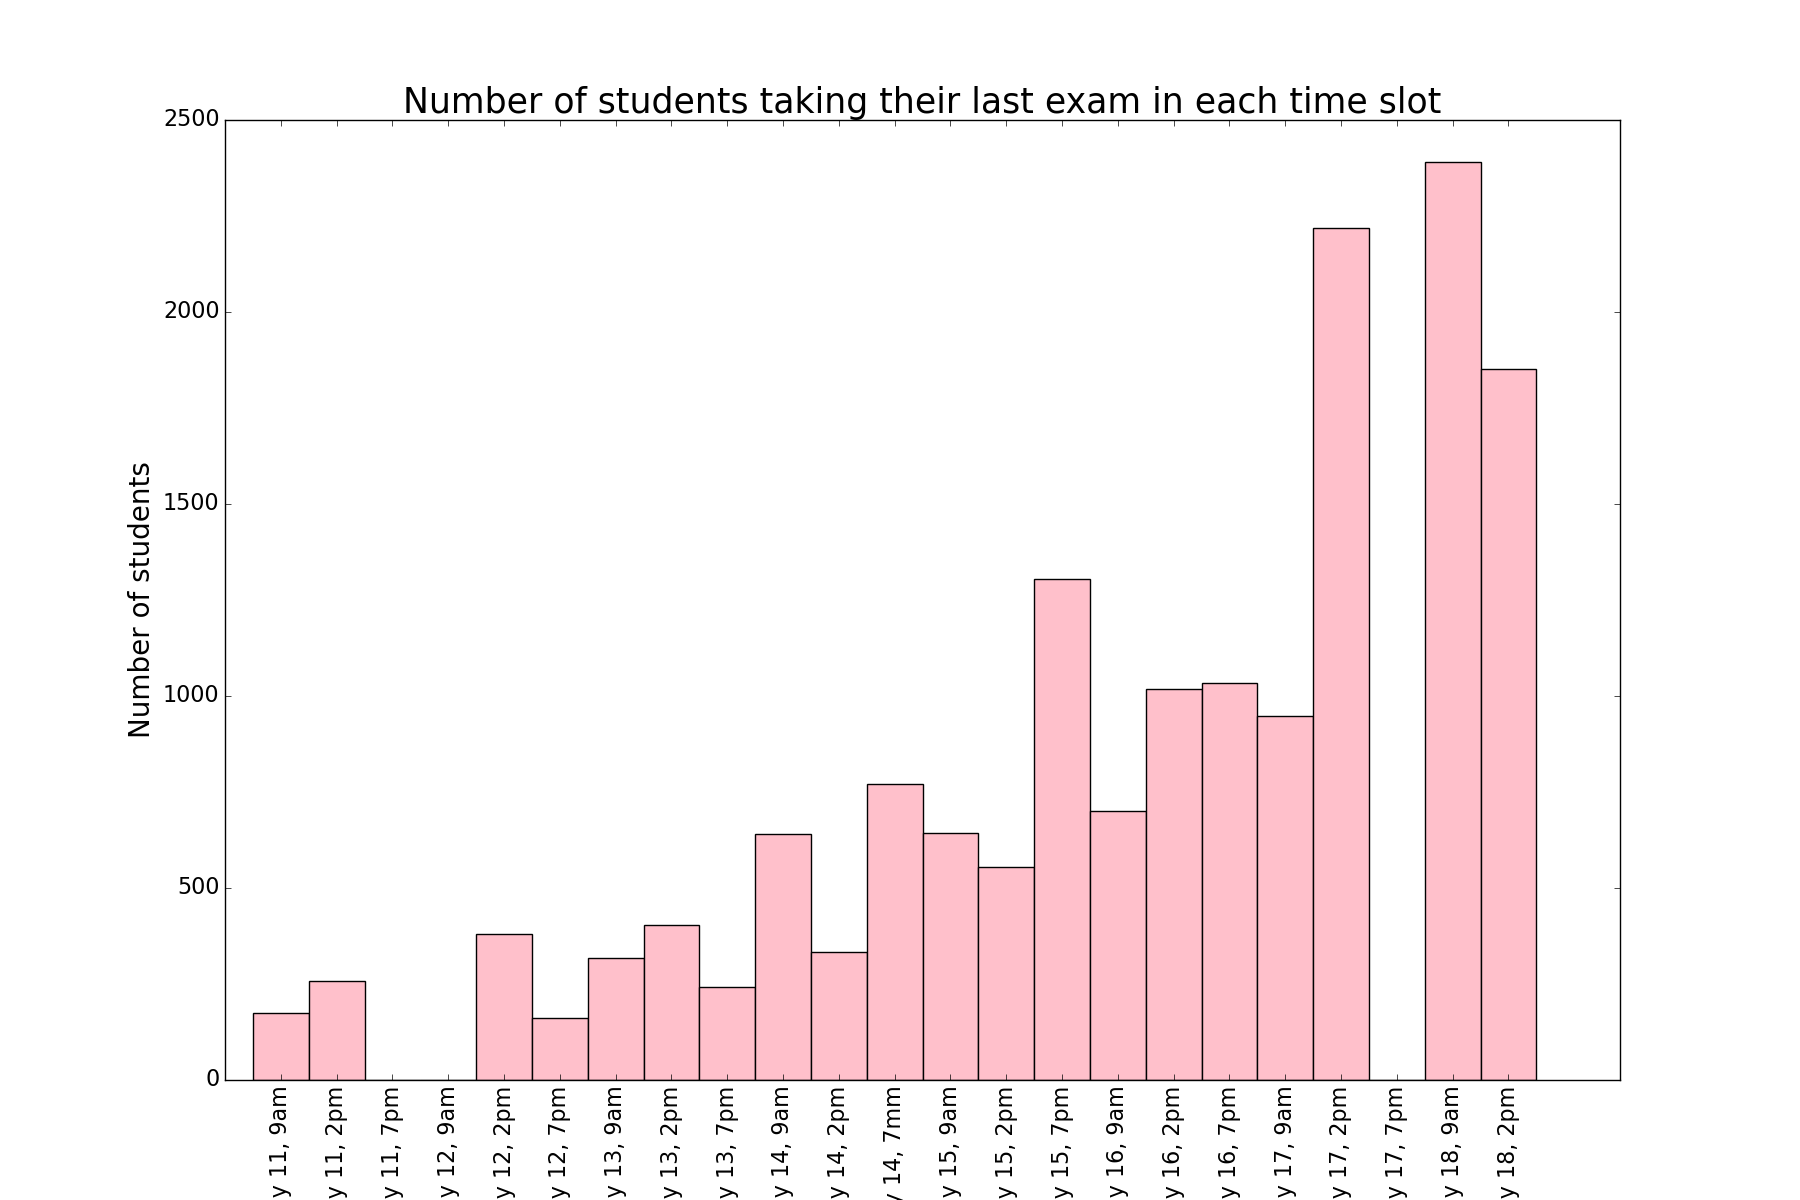 Number of students taking their last exam in each time slot
Number of students
2500
2000
1500
1000
500
0
y 11, 9am
y 11, 2pm
y 11, 7pm
y 12, 9am
y 12, 2pm
y 12, 7pm
y 13, 9am
y 13, 2pm
y 13, 7pm
y 14, 9am
y 14, 2pm
y 14, 7mm
y 15, 9am
y 15, 2pm
y 15, 7pm
y 16, 9am
y 16, 2pm
y 16, 7pm
y 17, 9am
y 17, 2pm
y 17, 7pm
y 18, 9am
y 18, 2pm